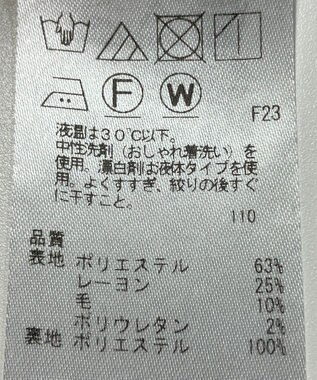 F W
F23
液温は30℃以下。
中性洗剤(おしゃれ着洗い)を
使用。漂白剤は液体タイプを使
用。よくすすぎ、絞りの後すぐ
に干すこと。
110
品質
表地 ポリエステル 63%
レーヨン 25%
毛 10%
ポリウレタン 2%
裏地 ポリエステル 100%